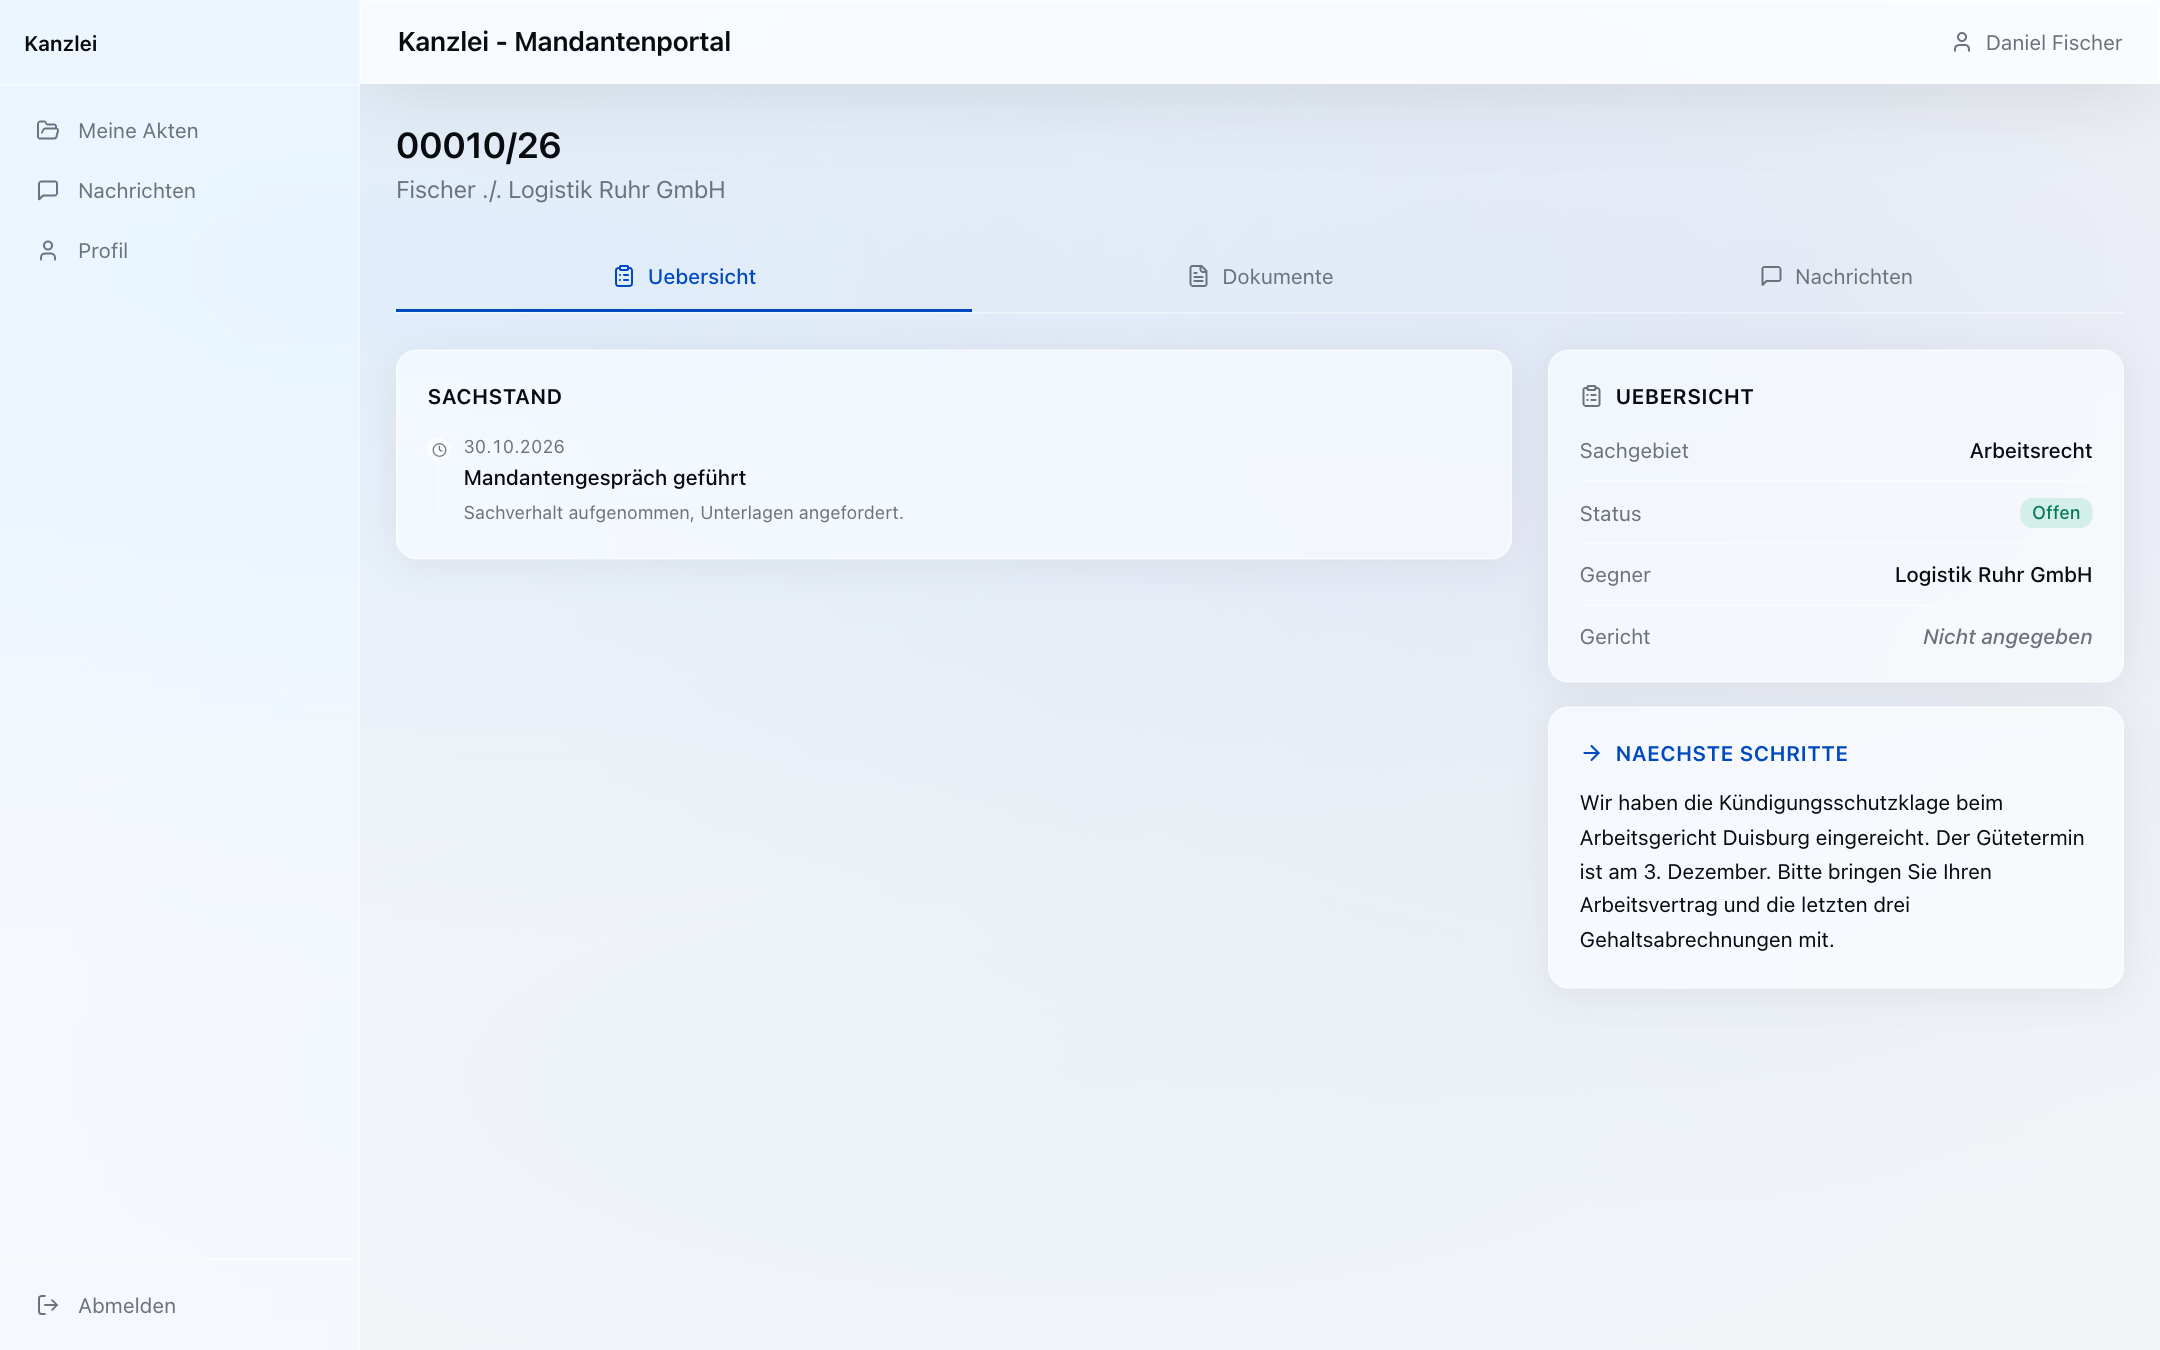 Kanzlei
Meine Akten
Nachrichten
Profil
Abmelden
Kanzlei - Mandantenportal
Daniel Fischer
00010/26
Fischer ./. Logistik Ruhr GmbH
Uebersicht
Dokumente
Nachrichten
SACHSTAND
30.10.2026
Mandantengespräch geführt
Sachverhalt aufgenommen, Unterlagen angefordert.
UEBERSICHT
Sachgebiet Arbeitsrecht
Status Offen
Gegner Logistik Ruhr GmbH
Gericht Nicht angegeben
NAECHSTE SCHRITTE
Wir haben die Kündigungsschutzklage beim
Arbeitsgericht Duisburg eingereicht. Der Gütetermin
ist am 3. Dezember. Bitte bringen Sie Ihren
Arbeitsvertrag und die letzten drei
Gehaltsabrechnungen mit.